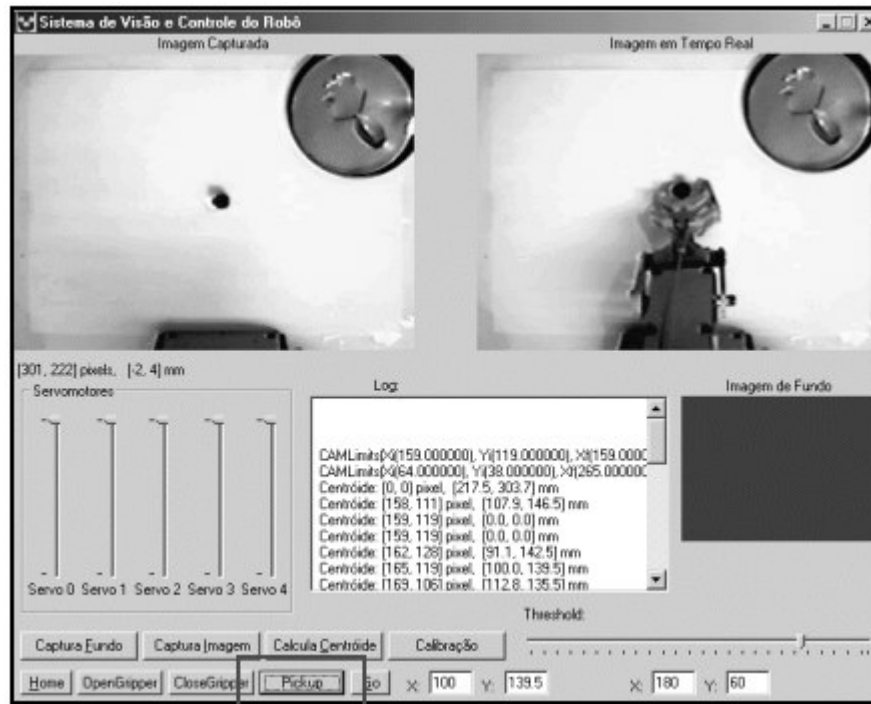 Sistema de Visão e Controle do Robô
Imagem Capturada
Imagem em Tempo Real
[301, 222] pixels, [-2, 4] mm
Servomotores
Servo 0 Servo 1 Servo 2 Servo 3 Servo 4
Log:
CAMLimits(Xi(159.000000), Yi(119.000000), Xf(159.0000
CAMLimits(Xi(64.000000), Yi(38.000000), Xf(265.000000
Centróide: [0, 0] pixel, [217.5, 303.7] mm
Centróide: [158, 111] pixel, [107.9, 146.5] mm
Centróide: [159, 119] pixel, [0.0, 0.0] mm
Centróide: [159, 119] pixel, [0.0, 0.0] mm
Centróide: [162, 128] pixel, [91.1, 142.5] mm
Centróide: [165, 119] pixel, [100.0, 139.5] mm
Centróide: [169, 106] pixel, [112.8, 135.5] mm
Imagem de Fundo
Threshold:
Captura Fundo Captura Imagem Calcula Centróide Calibração
Home OpenGripper CloseGripper Pickup Go X: 100 Y: 139.5 X: 180 Y: 60